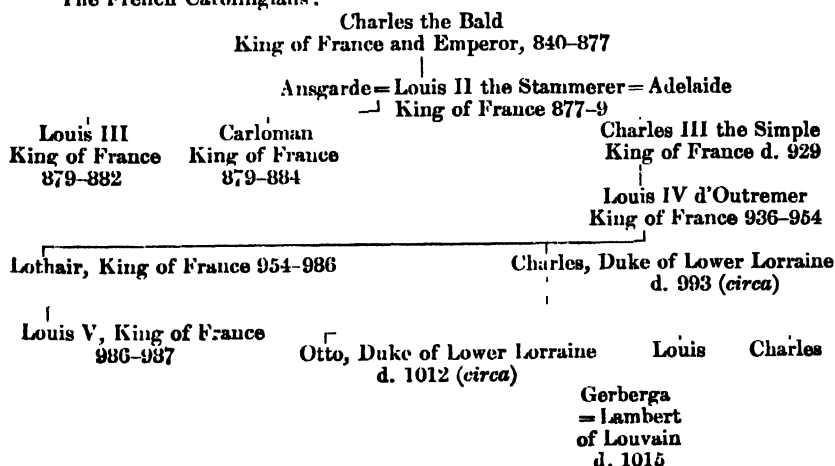 The French Carolingians:
Charles the Bald
King of France and Emperor, 840–877
Ansgarde = Louis II the Stammerer = Adelaide
King of France 877–9
Louis III Carloman Charles III the Simple
King of France King of France King of France d. 929
879–882 879–884
Louis IV d'Outremer
King of France 936–954
Lothair, King of France 954–986 Charles, Duke of Lower Lorraine
d. 993 (circa)
Louis V, King of France
986–987
Otto, Duke of Lower Lorraine Louis Charles
d. 1012 (circa)
Gerberga
= Lambert
of Louvain
d. 1015